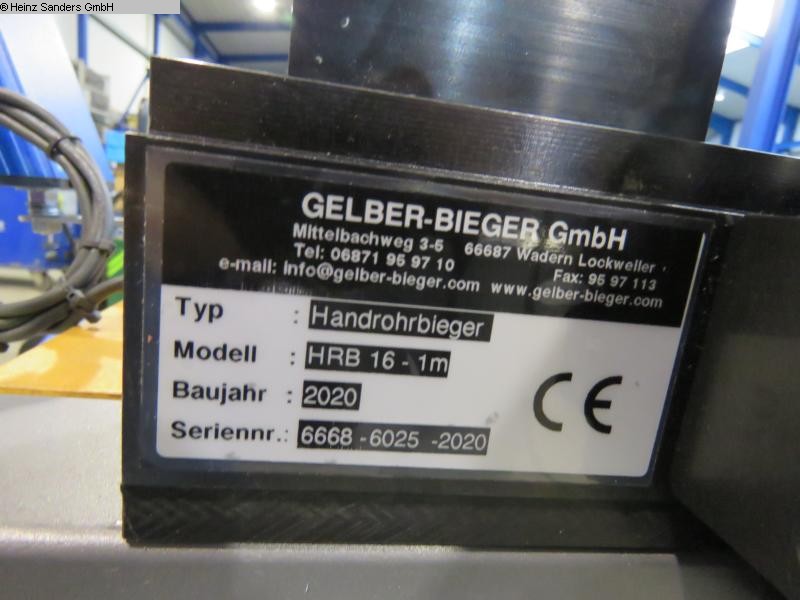 ©Heinz Sanders GmbH
GELBER-BIEGER GmbH
Mittelbachweg 3-5 66687 Wadern Lockweiler
Tel: 06871 95 97 10 Fax: 95 97 113
e-mail: info@gelber-bieger.com www.gelber-bieger.com
Typ : Handrohrbieger
Modell : HRB 16 - 1m
Baujahr : 2020
Seriennr.: 6668 - 6025 - 2020
CE